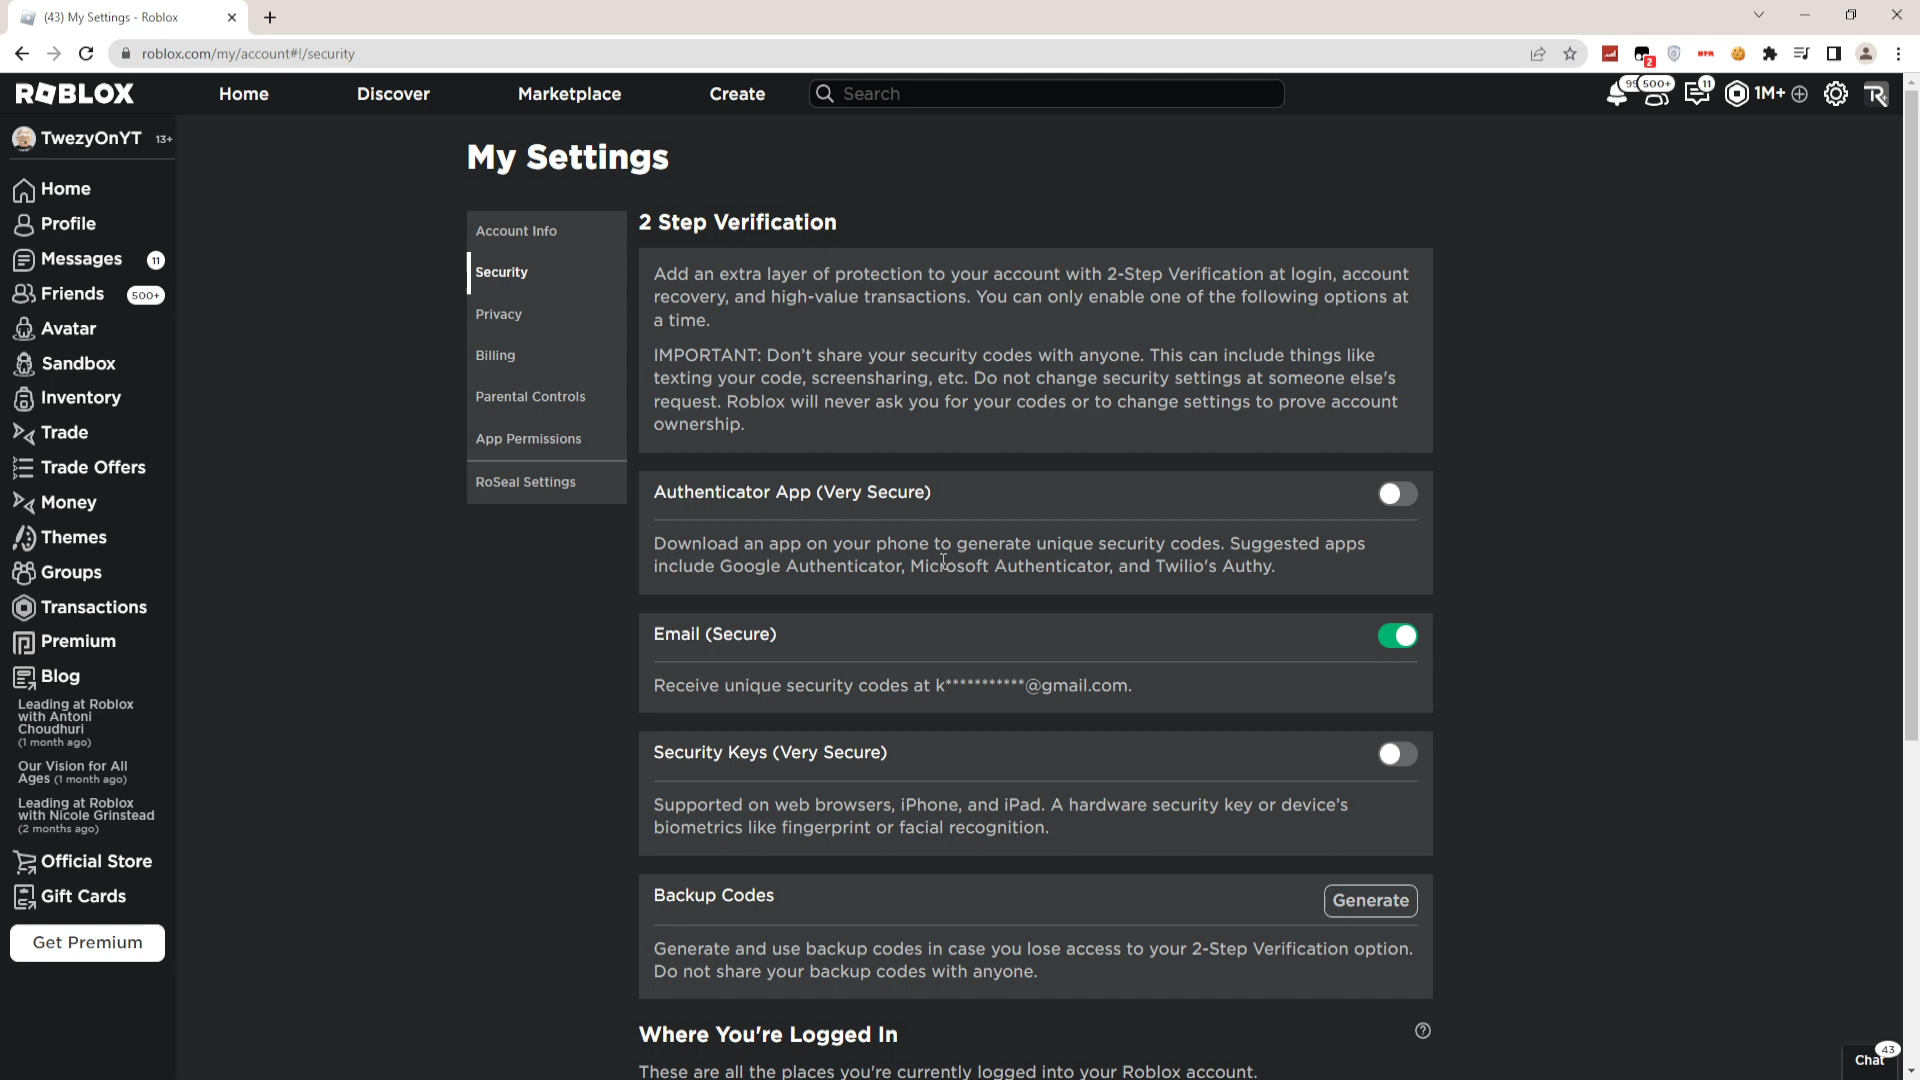 (43) My Settings - Roblox
roblox.com/my/account#!/security
2
ROBLOX
Home
Discover
Marketplace
Create
Search
500+
11
1M+
TwezyOnYT 13+
Home
Profile
Messages 11
Friends 500+
Avatar
Sandbox
Inventory
Trade
Trade Offers
Money
Themes
Groups
Transactions
Premium
Blog
Leading at Roblox
with Antoni
Choudhuri
(1 month ago)
Our Vision for All
Ages (1 month ago)
Leading at Roblox
with Nicole Grinstead
(2 months ago)
Official Store
Gift Cards
Get Premium
My Settings
Account Info
Security
Privacy
Billing
Parental Controls
App Permissions
RoSeal Settings
2 Step Verification
Add an extra layer of protection to your account with 2-Step Verification at login, account
recovery, and high-value transactions. You can only enable one of the following options at
a time.
IMPORTANT: Don't share your security codes with anyone. This can include things like
texting your code, screensharing, etc. Do not change security settings at someone else's
request. Roblox will never ask you for your codes or to change settings to prove account
ownership.
Authenticator App (Very Secure)
Download an app on your phone to generate unique security codes. Suggested apps
include Google Authenticator, Microsoft Authenticator, and Twilio's Authy.
Email (Secure)
Receive unique security codes at k***********@gmail.com.
Security Keys (Very Secure)
Supported on web browsers, iPhone, and iPad. A hardware security key or device's
biometrics like fingerprint or facial recognition.
Backup Codes
Generate
Generate and use backup codes in case you lose access to your 2-Step Verification option.
Do not share your backup codes with anyone.
Where You're Logged In
These are all the places you're currently logged into your Roblox account.
Chat 43